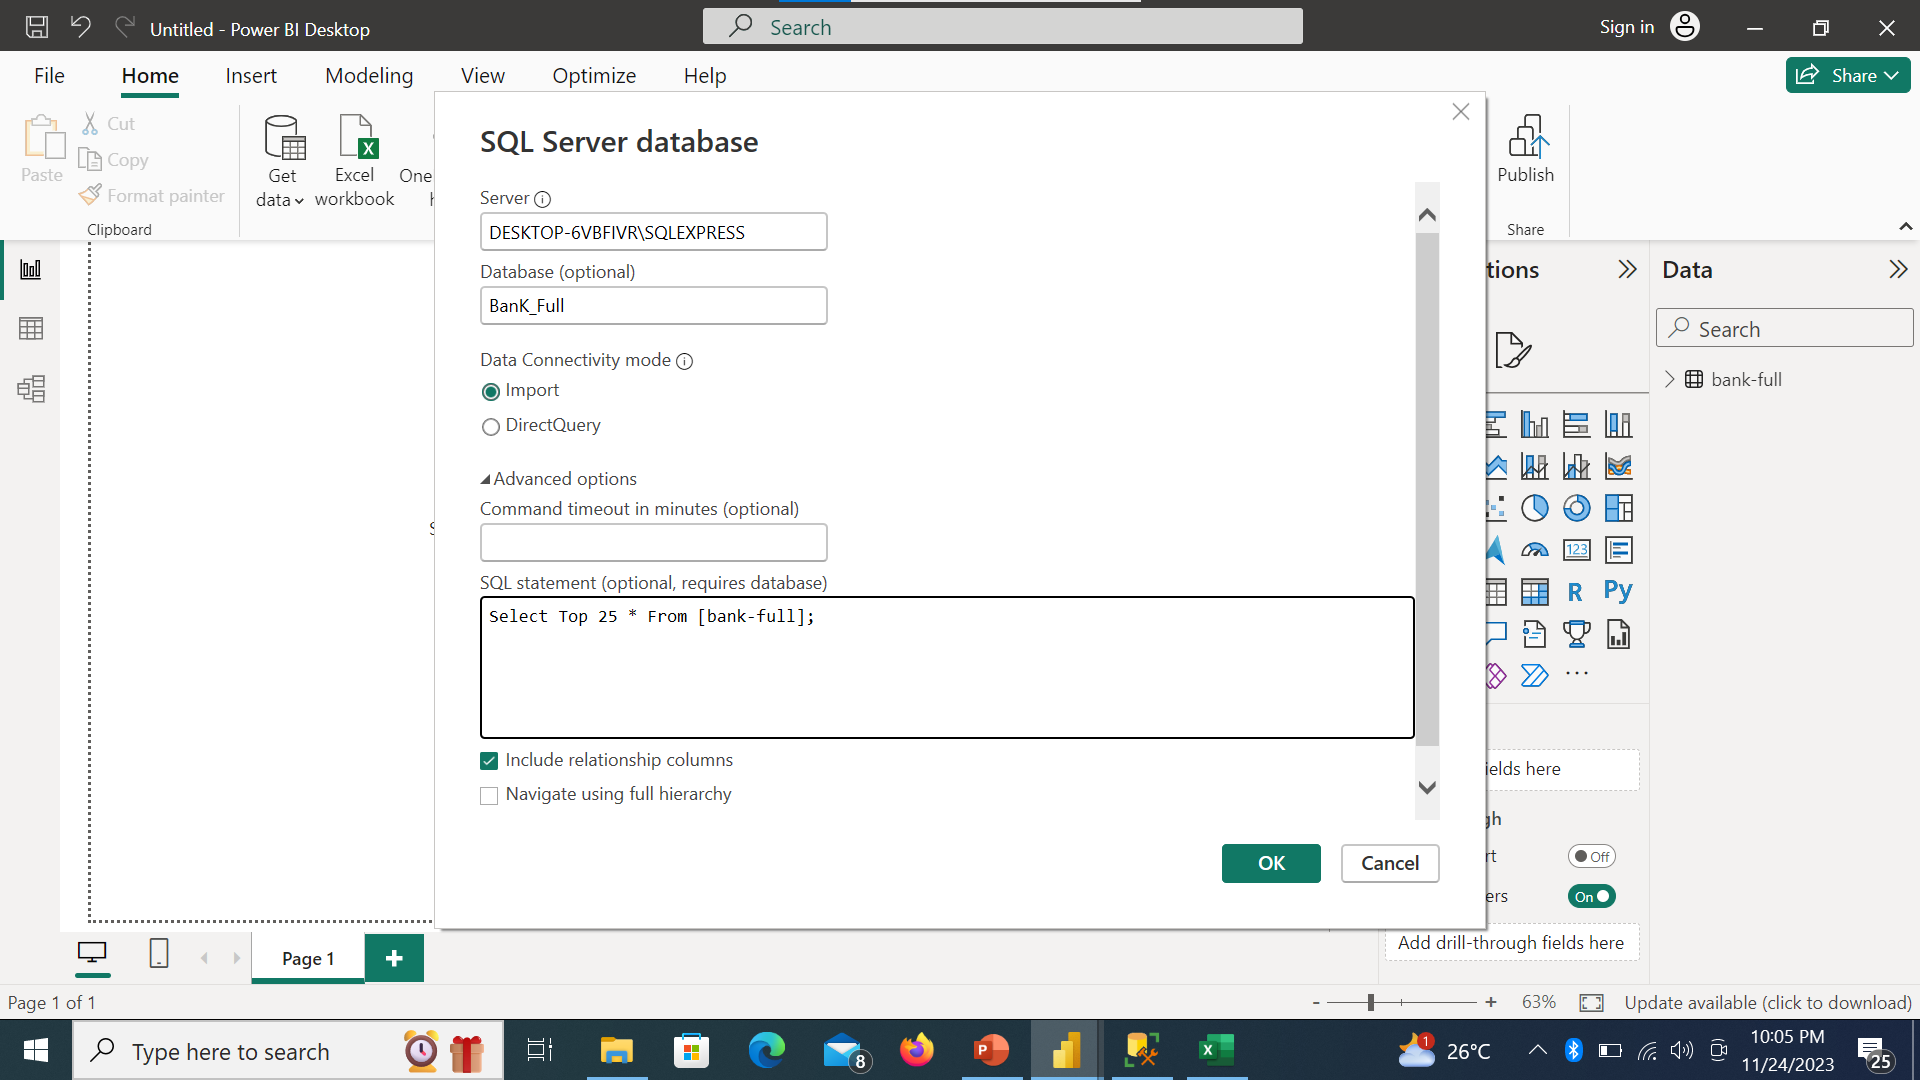 Untitled - Power BI Desktop
Search
Sign in
File
Home
Insert
Modeling
View
Optimize
Help
Share
Paste
Cut
Copy
Format painter
Clipboard
Get
data
Excel
workbook
One
Publish
Share
SQL Server database
Server
DESKTOP-6VBFIVR\SQLEXPRESS
Database (optional)
BanK_Full
Data Connectivity mode
Import
DirectQuery
Advanced options
Command timeout in minutes (optional)
SQL statement (optional, requires database)
Select Top 25 * From [bank-full];
Include relationship columns
Navigate using full hierarchy
OK
Cancel
tions
Data
Search
bank-full
123
R
Py
ields here
gh
rt
Off
ers
On
Add drill-through fields here
Page 1
Page 1 of 1
- + 63%
Update available (click to download)
Type here to search
8
1
26°C
10:05 PM
11/24/2023
25